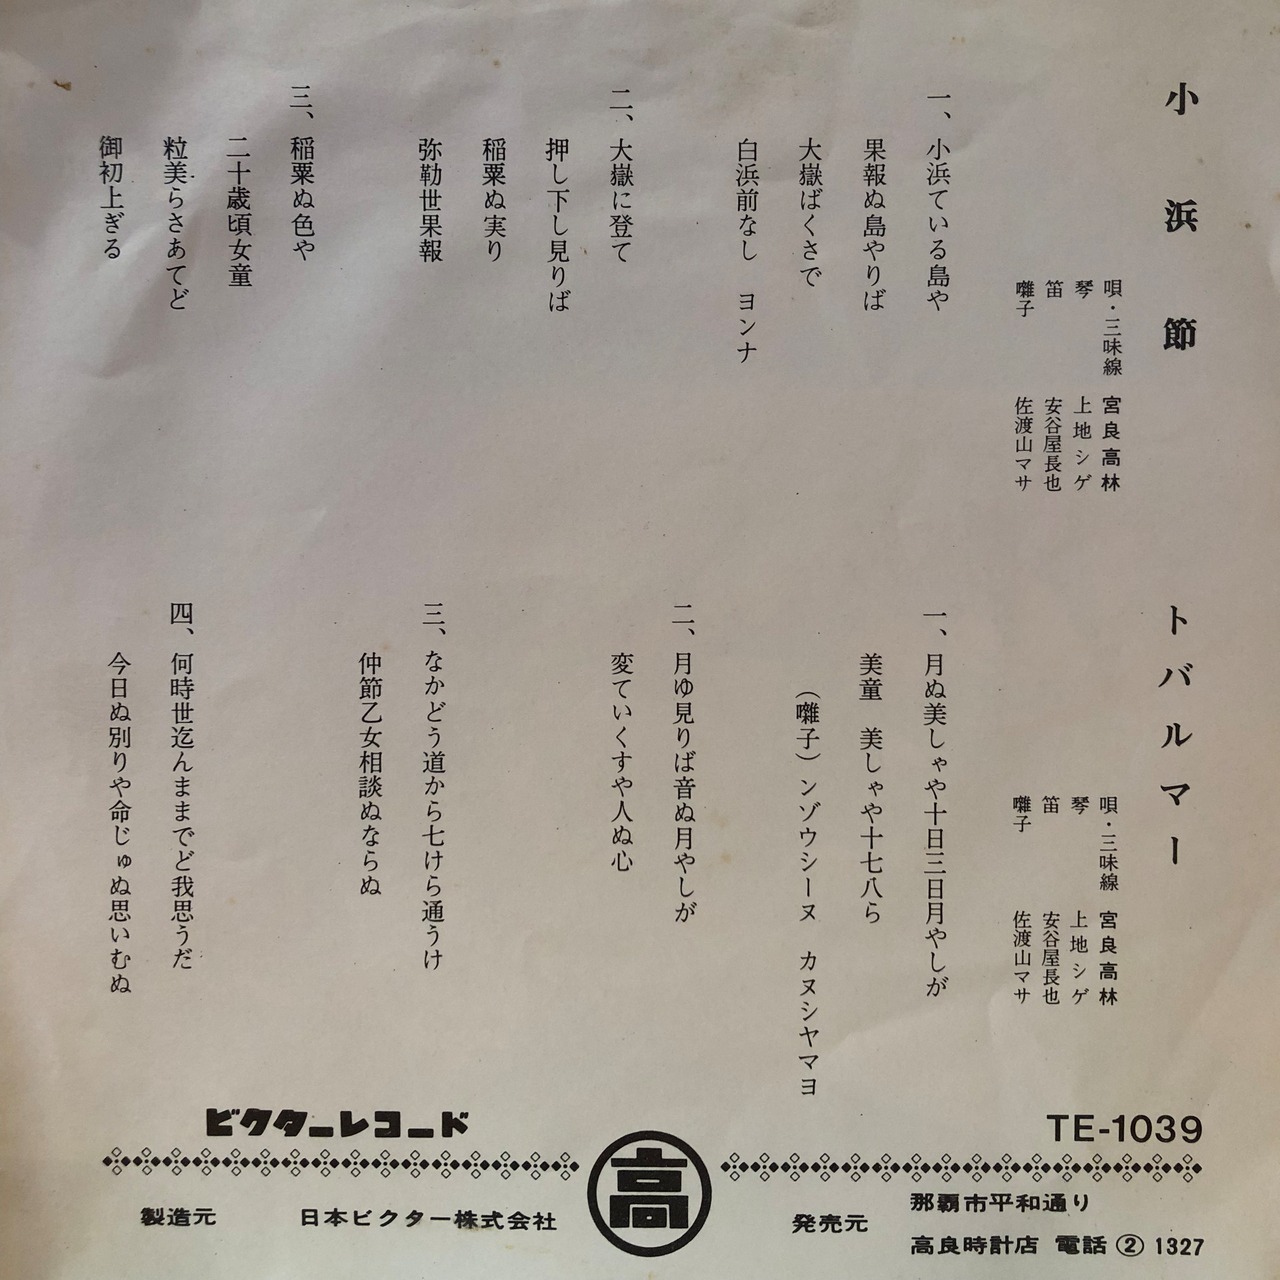 小浜節
唄・三味線 宮良高林
琴 上地シゲ
笛 安谷屋長也
囃子 佐渡山マサ
一、小浜ている島や
果報ぬ島やりば
大嶽ばくさで
白浜前なし ヨンナ
二、大嶽に登て
押し下し見りば
稲粟ぬ実り
弥勒世果報
三、稲粟ぬ色や
二十歳頃女童
粒美らさあてど
御初上ぎる
トバルマー
唄・三味線 宮良高林
琴 上地シゲ
笛 安谷屋長也
囃子 佐渡山マサ
一、月ぬ美しゃや十日三日月やしが
美童 美しゃや十七八ら
（囃子）ンゾウシーヌ カヌシヤマヨ
二、月ゆ見りば音ぬ月やしが
変ていくすや人ぬ心
三、なかどう道から七けら通うけ
仲節乙女相談ぬならぬ
四、何時世迄んままでど我思うだ
今日ぬ別りや命じゅぬ思いむぬ
ビクターレコード
TE-1039
高
製造元 日本ビクター株式会社
発売元 那覇市平和通り
高良時計店 電話②1327